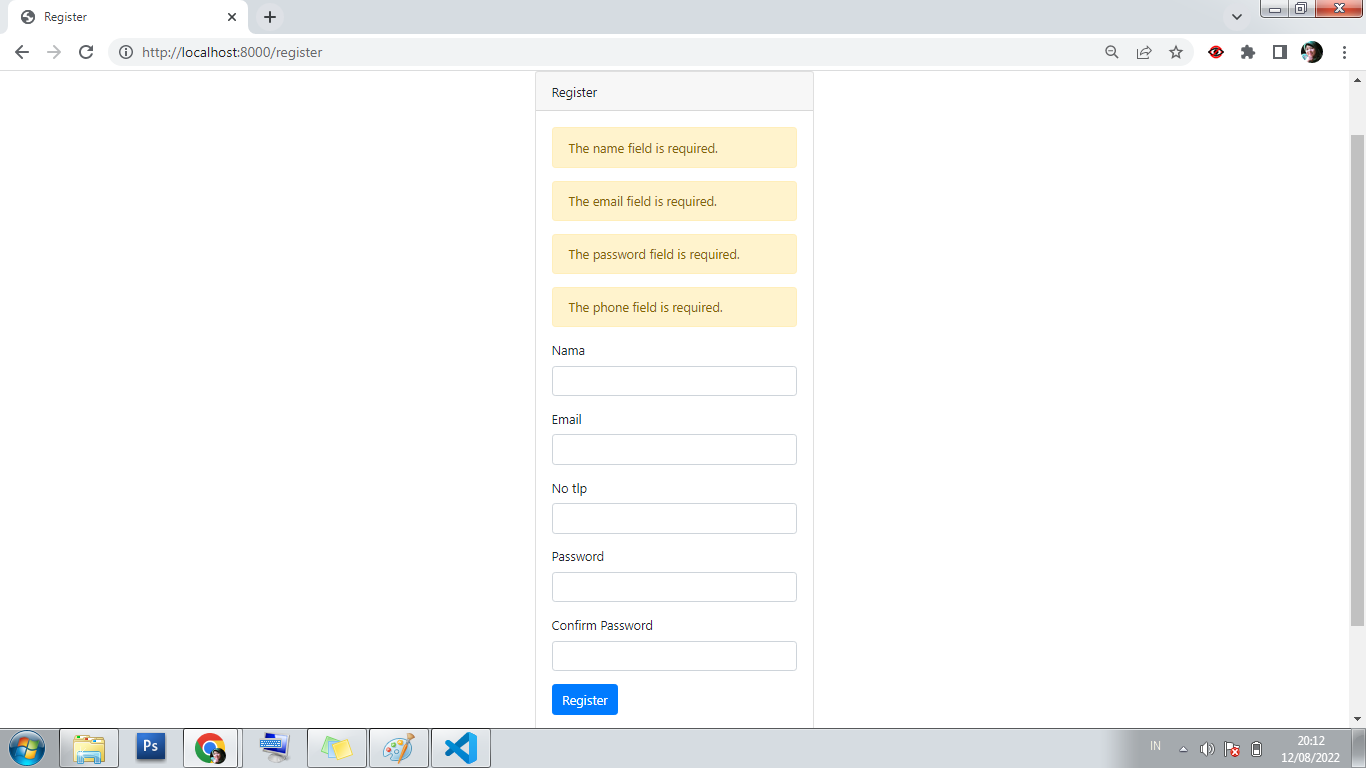 Register
http://localhost:8000/register
Register
The name field is required.
The email field is required.
The password field is required.
The phone field is required.
Nama
Email
No tlp
Password
Confirm Password
Register
Ps
IN
20:12
12/08/2022